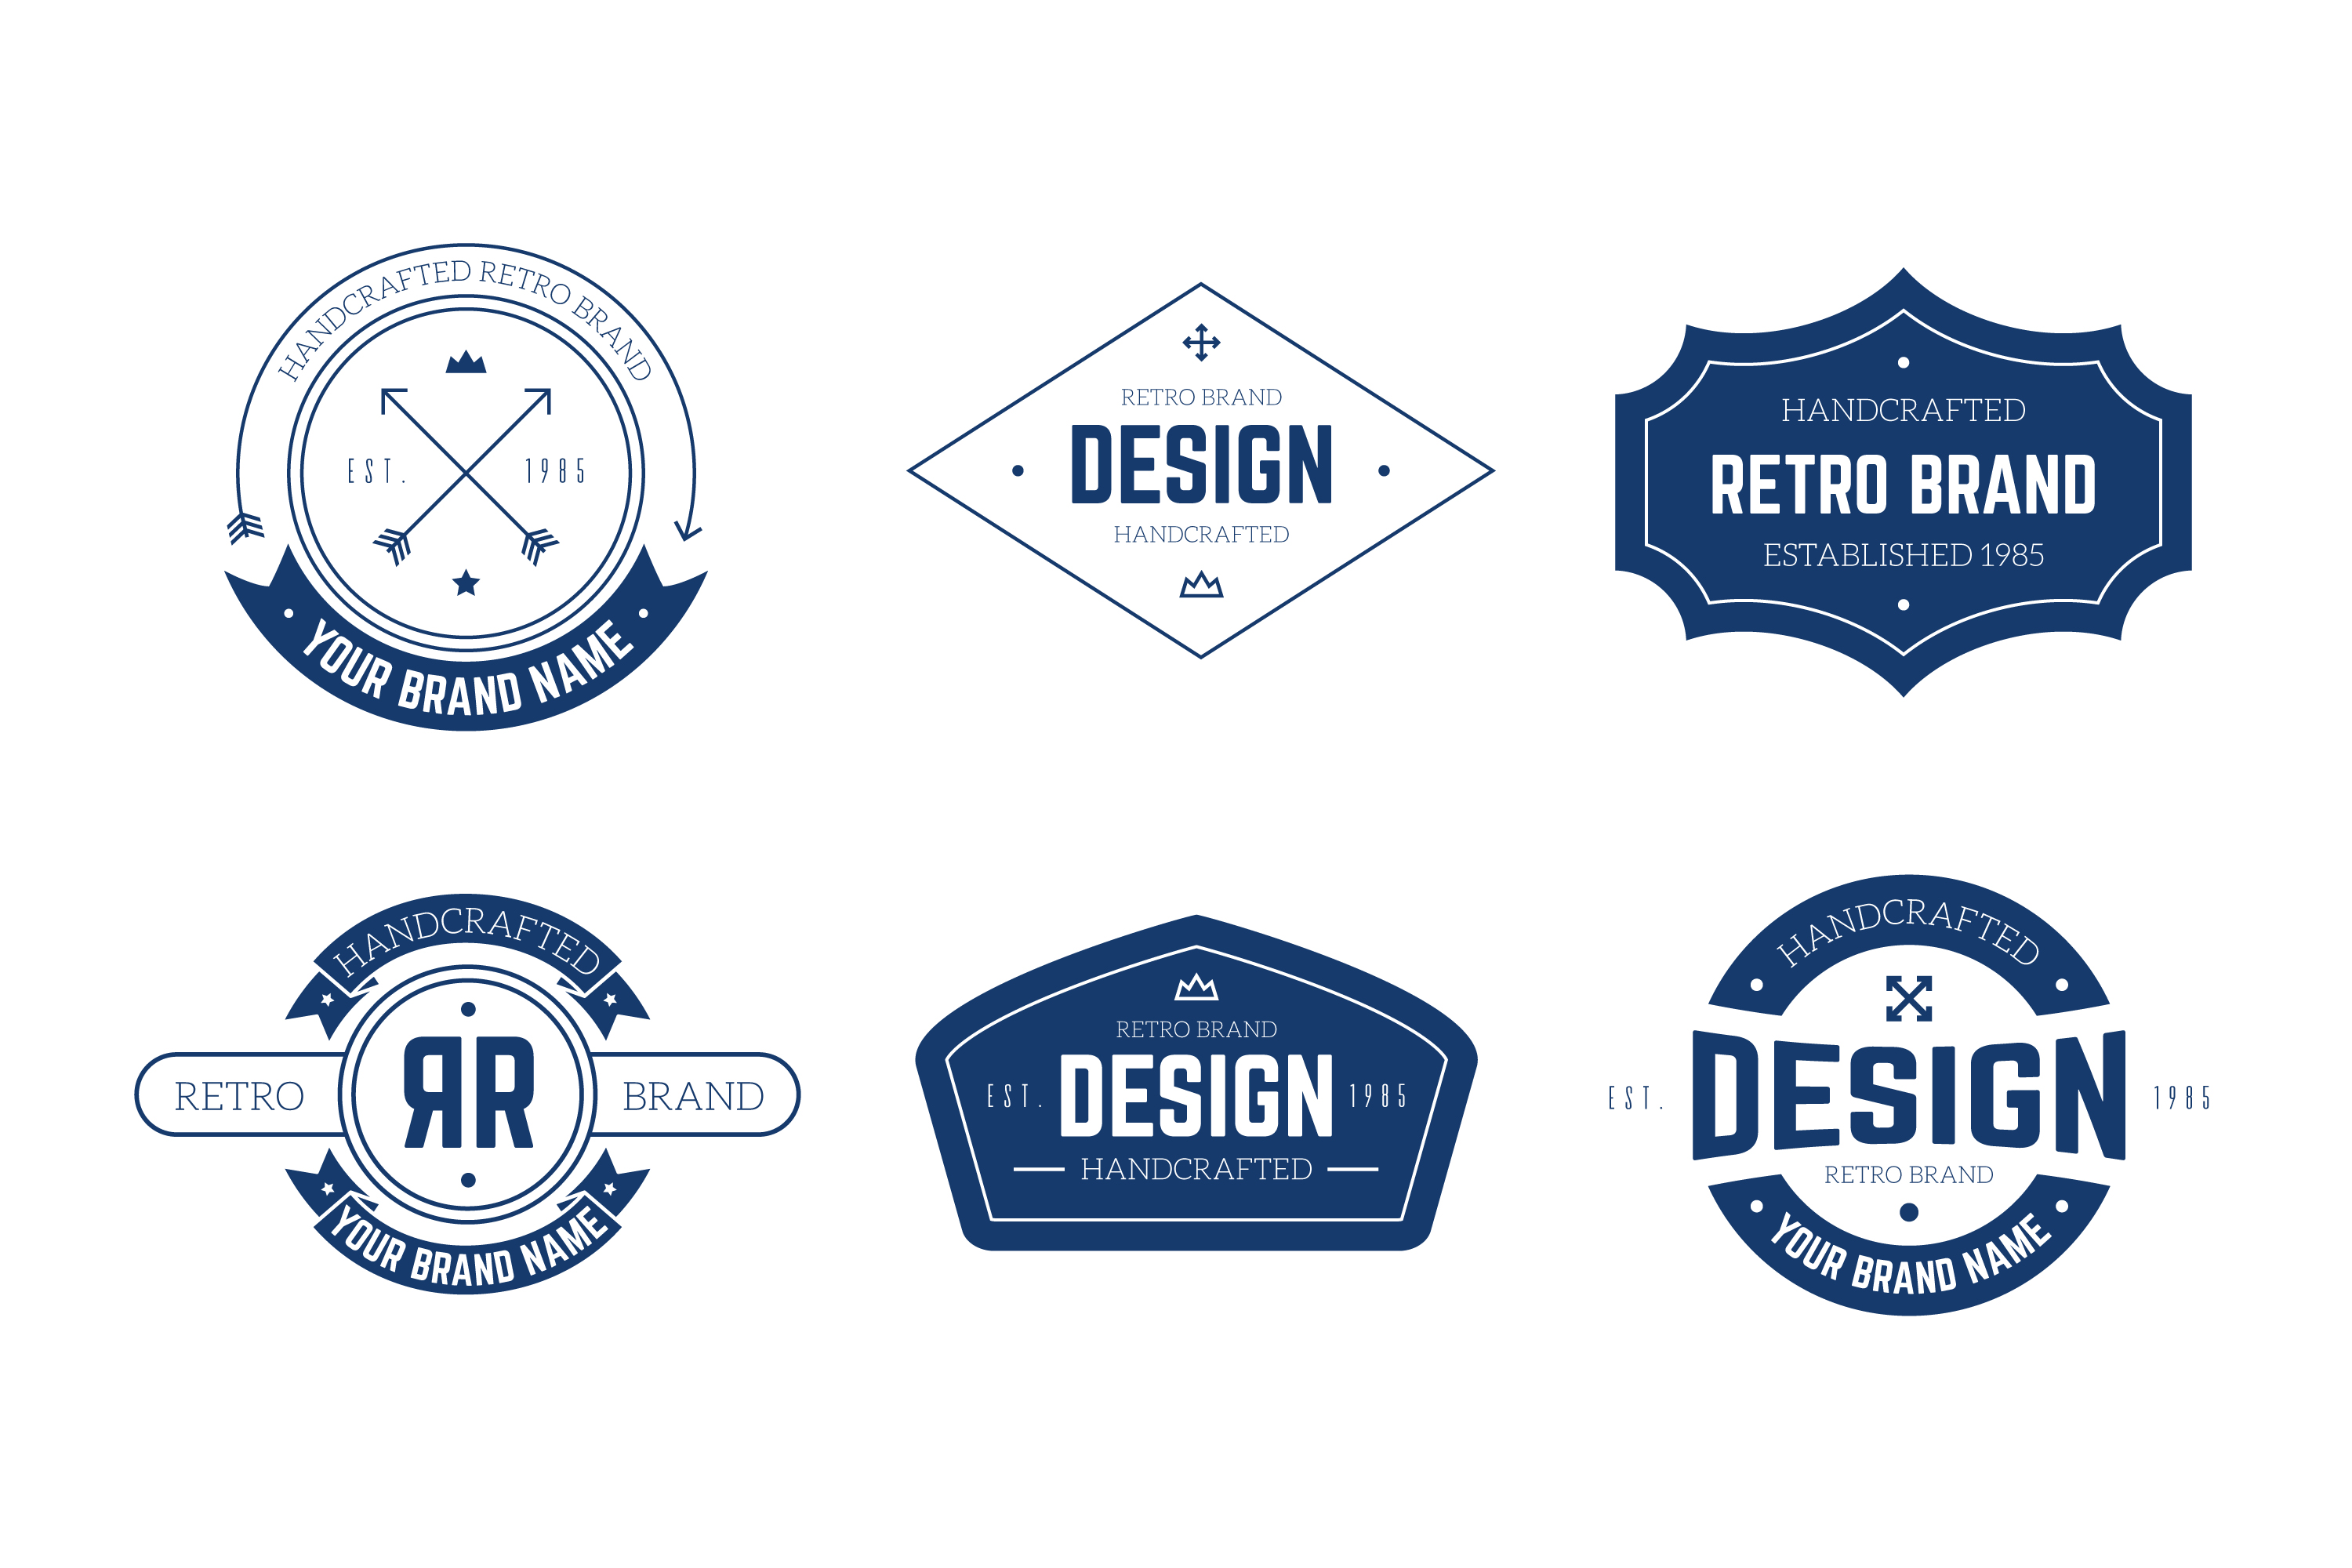 HANDCRAFTED RETRO BRAND
EST. 1985
YOUR BRAND NAME
RETRO BRAND
DESIGN
HANDCRAFTED
HANDCRAFTED
RETRO BRAND
ESTABLISHED 1985
HANDCRAFTED
RETRO RR BRAND
YOUR BRAND NAME
RETRO BRAND
EST. DESIGN 1985
HANDCRAFTED
HANDCRAFTED
EST. DESIGN 1985
RETRO BRAND
YOUR BRAND NAME